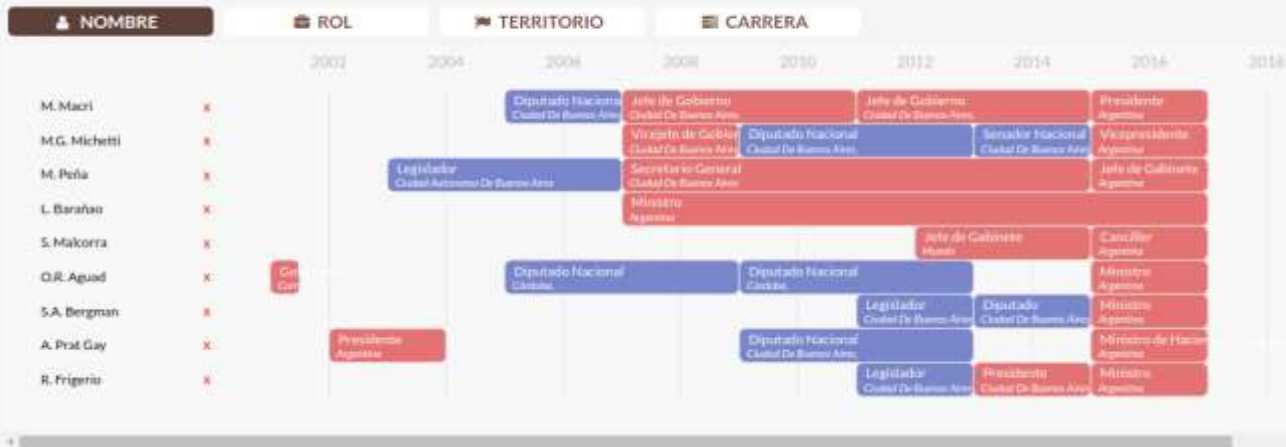 NOMBRE
ROL
TERRITORIO
CARRERA
2002 2004 2006 2008 2010 2012 2014 2016 2018
M. Macri x Diputado Naciona Jefe de Gobierno Jefe de Gobierno Presidente
Ciudad De Buenos Aires Ciudad De Buenos Aires, Ciudad De Buenos Aires, Argentina
M.G. Michetti x Vicejefe de Gobier Diputado Nacional Senador Nacional Vicepresidente
Ciudad De Buenos Aires Ciudad De Buenos Aires, Ciudad De Buenos Aires Argentina
M. Peña x Legislador Secretario General Jefe de Gabinete
Ciudad Autónoma De Buenos Aires Ciudad De Buenos Aires Argentina
L. Barañao x Ministro
Argentina
S. Malcorra x Jefe de Gabinete Canciller
Mundo Argentina
O.R. Aguad x Diputado Nacional Diputado Nacional Ministro
Córdoba, Córdoba, Argentina
S.A. Bergman x Legislador Diputado Ministro
Ciudad De Buenos Aires Ciudad De Buenos Aires Argentina
A. Prat Gay x Presidente Diputado Nacional Ministro de Hacien
Argentina Ciudad De Buenos Aires, Argentina
R. Frigerio x Legislador Presidente Ministro
Ciudad De Buenos Aires Ciudad De Buenos Aires Argentina